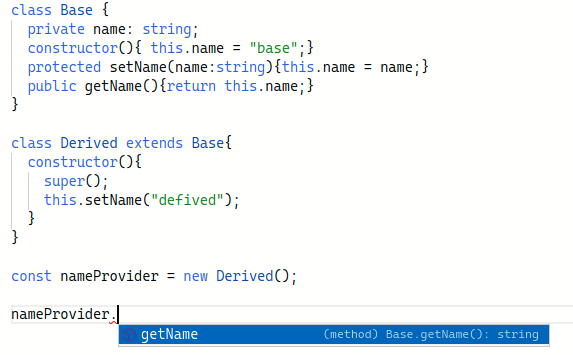 class Base {
  private name: string;
  constructor(){ this.name = "base";}
  protected setName(name:string){this.name = name;}
  public getName(){return this.name;}
}

class Derived extends Base{
  constructor(){
    super();
    this.setName("defived");
  }
}

const nameProvider = new Derived();

nameProvider.
getName (method) Base.getName(): string